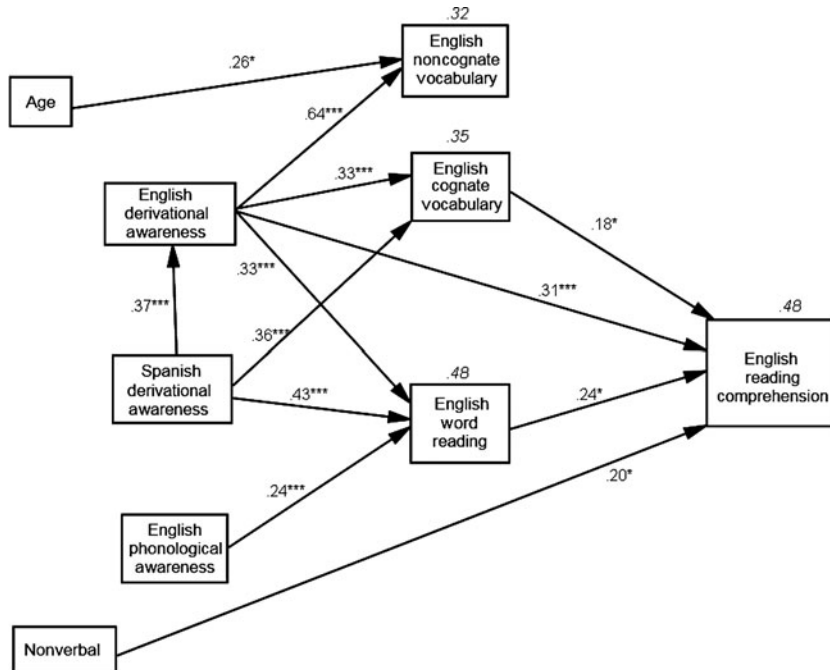 .32
English
noncognate
vocabulary
.26*
Age
.64***
.35
English
cognate
vocabulary
.33***
English
derivational
awareness
.18*
.33***
.31***
.37***
.48
English
reading
comprehension
.36***
Spanish
derivational
awareness
.43***
.48
English
word
reading
.24*
.24***
.20*
English
phonological
awareness
Nonverbal